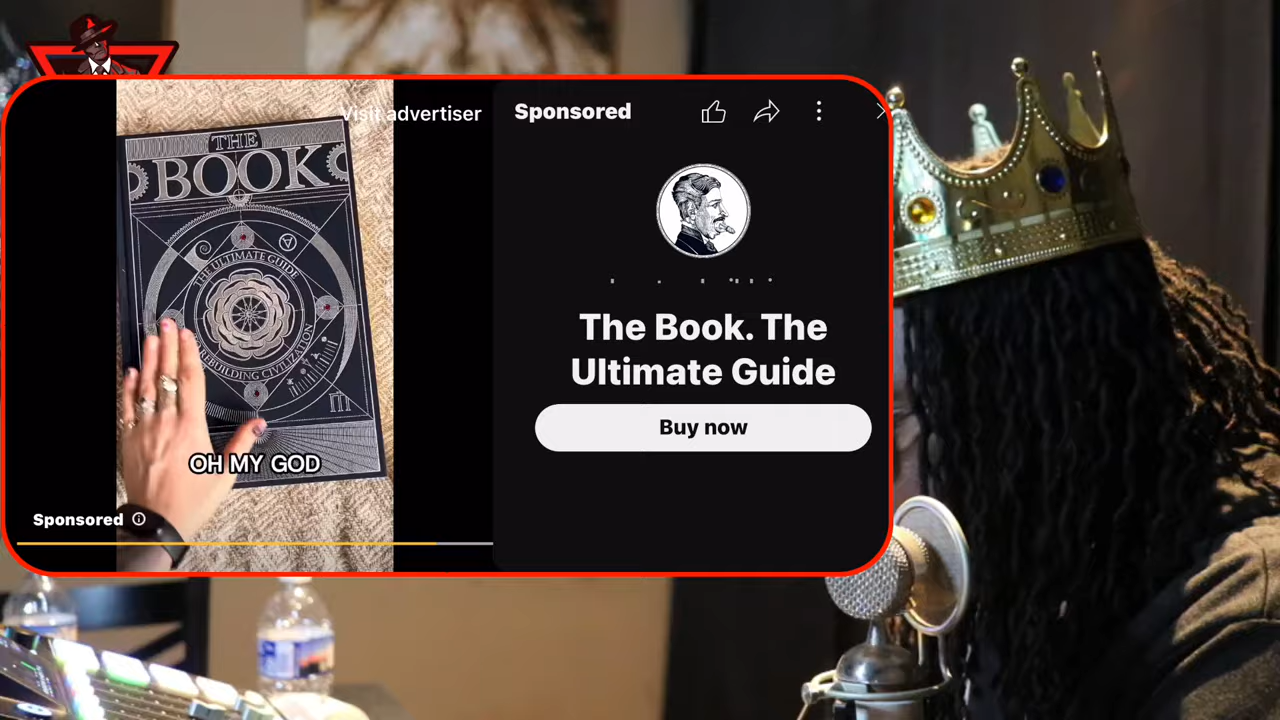 Visit advertiser
THE
BOOK
THE ULTIMATE GUIDE
REBUILDING CIVILIZATION
OH MY GOD
Sponsored
Sponsored
The Book. The
Ultimate Guide
Buy now